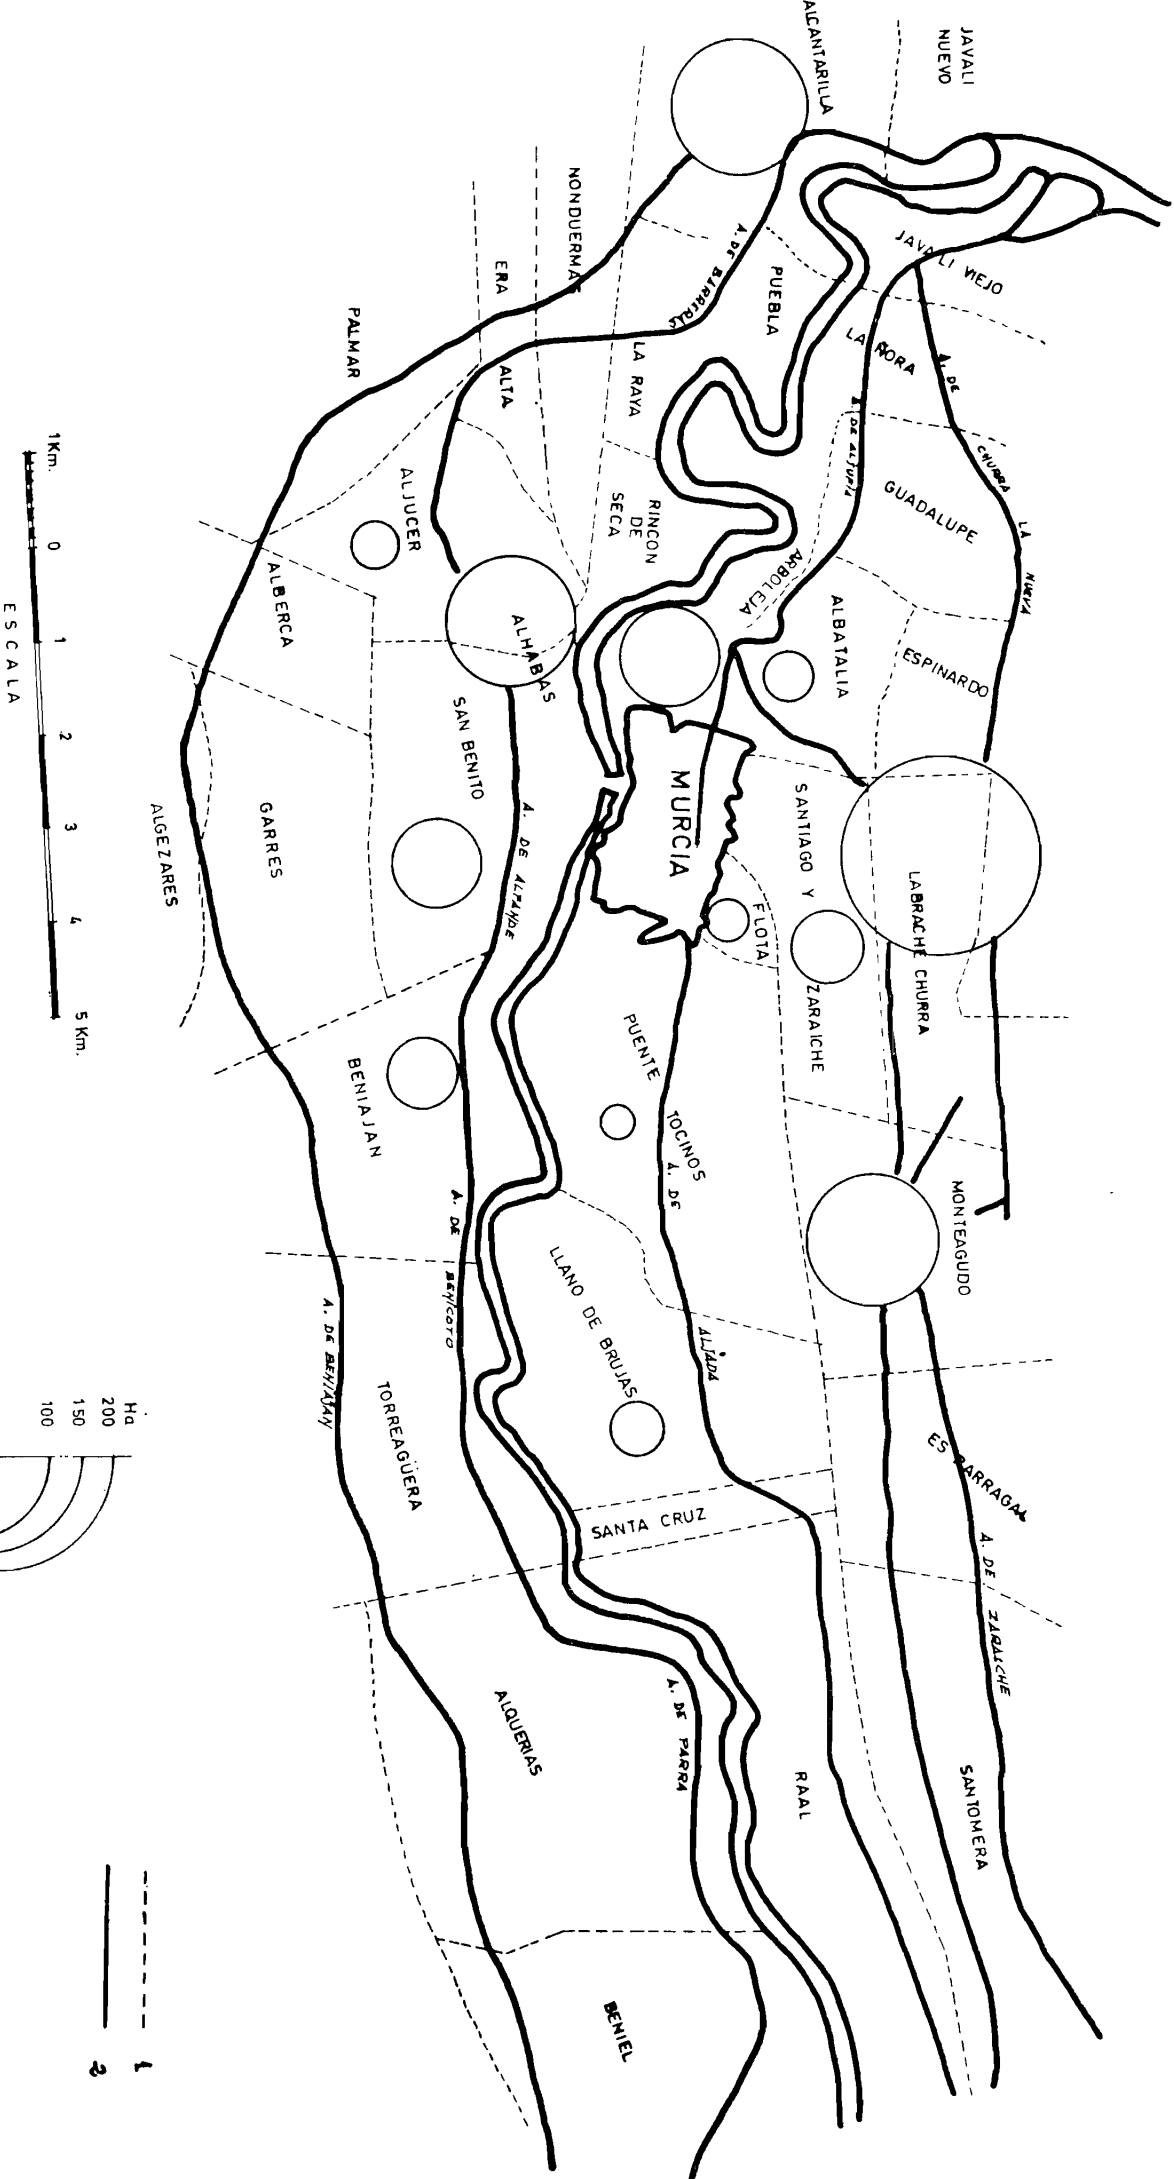 JAVALI
NUEVO
ALCANTARILLA
JAVALI VIEJO
A. DE BARRERAS
PUEBLA
LA ÑORA
A. DE
CHURRA
LA
NUEVA
NONDUERMAS
ERA
ALTA
PALMAR
LA RAYA
A. DE ALJUFIA
GUADALUPE
RINCON
DE
SECA
ARBOLEJA
ALBATALIA
ESPINARDO
ALJUCER
ALBERCA
ALHABAS
SAN BENITO
MURCIA
SANTIAGO Y
ZARAICHE
FLOTA
LABRACHE CHURRA
A. DE ALFANDE
GARRES
ALGEZARES
PUENTE
TOCINOS
A. DE
ALJADA
MONTEAGUDO
BENIAJAN
A. DE
BENICOTO
LLANO DE BRUJAS
A. DE BENIAJAN
TORREAGÜERA
SANTA CRUZ
ESPARRAGAL
A. DE
ZARAICHE
ALQUERIAS
A. DE PARRA
RAAL
SANTOMERA
BENIEL
1Km. 0 1 2 3 4 5 Km.
ESCALA
Ha
200
150
100
1
2